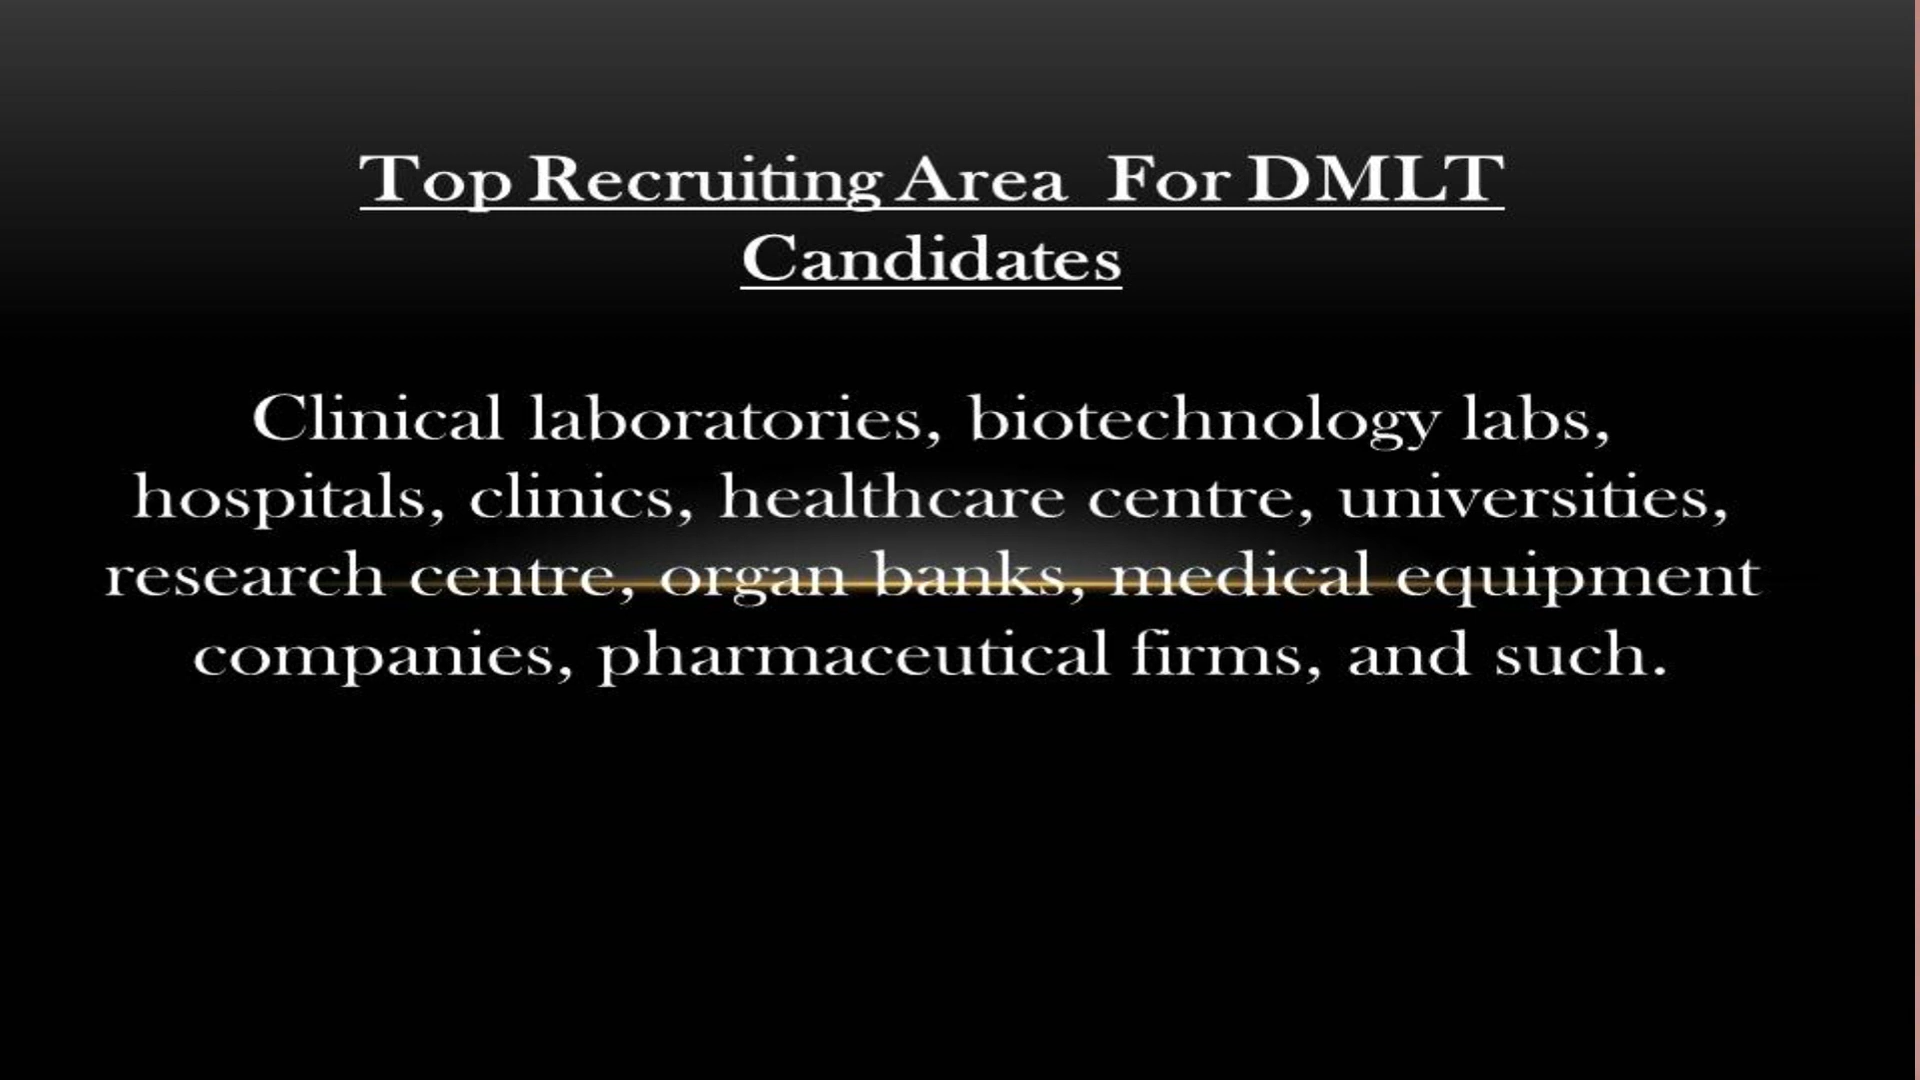 Top Recruiting Area  For DMLT
Candidates
Clinical laboratories, biotechnology labs,
hospitals, clinics, healthcare centre, universities,
research centre, organ banks, medical equipment
companies, pharmaceutical firms, and such.